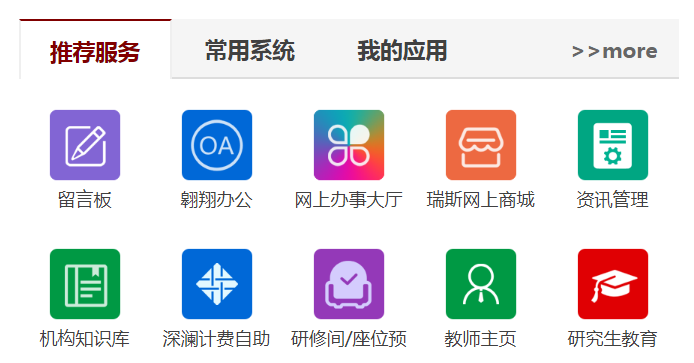 推荐服务 常用系统 我的应用 >>more
OA
留言板 翱翔办公 网上办事大厅 瑞斯网上商城 资讯管理
机构知识库 深澜计费自助 研修间/座位预 教师主页 研究生教育